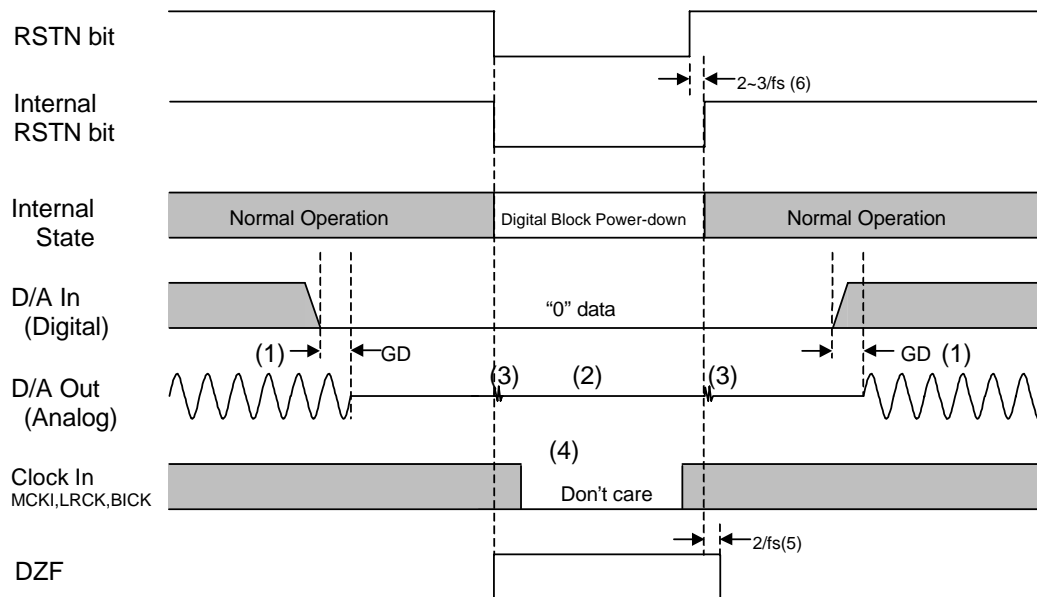 RSTN bit
2~3/fs (6)
Internal
RSTN bit
Internal
State
Normal Operation
Digital Block Power-down
Normal Operation
D/A In
(Digital)
“0” data
(1)
GD
GD
(1)
D/A Out
(Analog)
(3)
(2)
(3)
(4)
Clock In
MCKI,LRCK,BICK
Don’t care
2/fs(5)
DZF